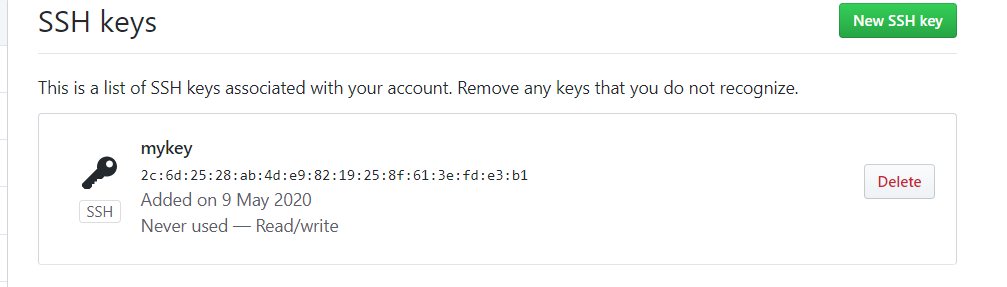 SSH keys
New SSH key
This is a list of SSH keys associated with your account. Remove any keys that you do not recognize.
mykey
2c:6d:25:28:ab:4d:e9:82:19:25:8f:61:3e:fd:e3:b1
Added on 9 May 2020
Never used — Read/write
SSH
Delete